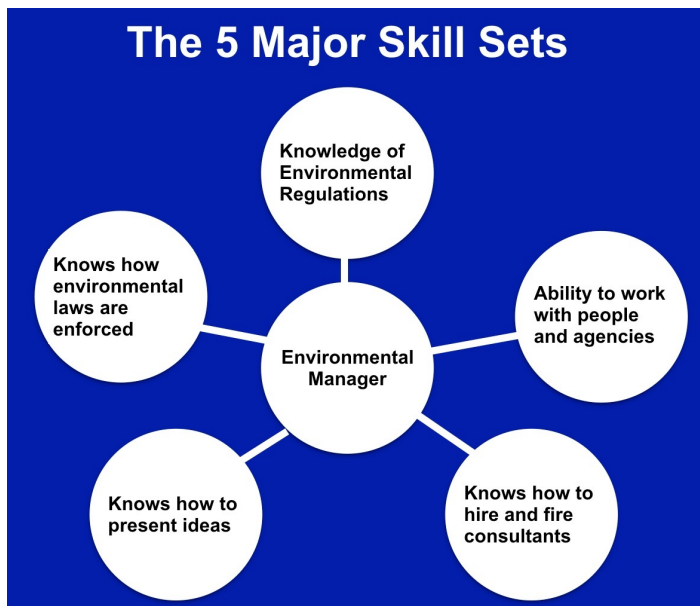 The 5 Major Skill Sets
Knowledge of
Environmental
Regulations
Knows how
environmental
laws are
enforced
Ability to work
with people
and agencies
Environmental
Manager
Knows how to
present ideas
Knows how to
hire and fire
consultants